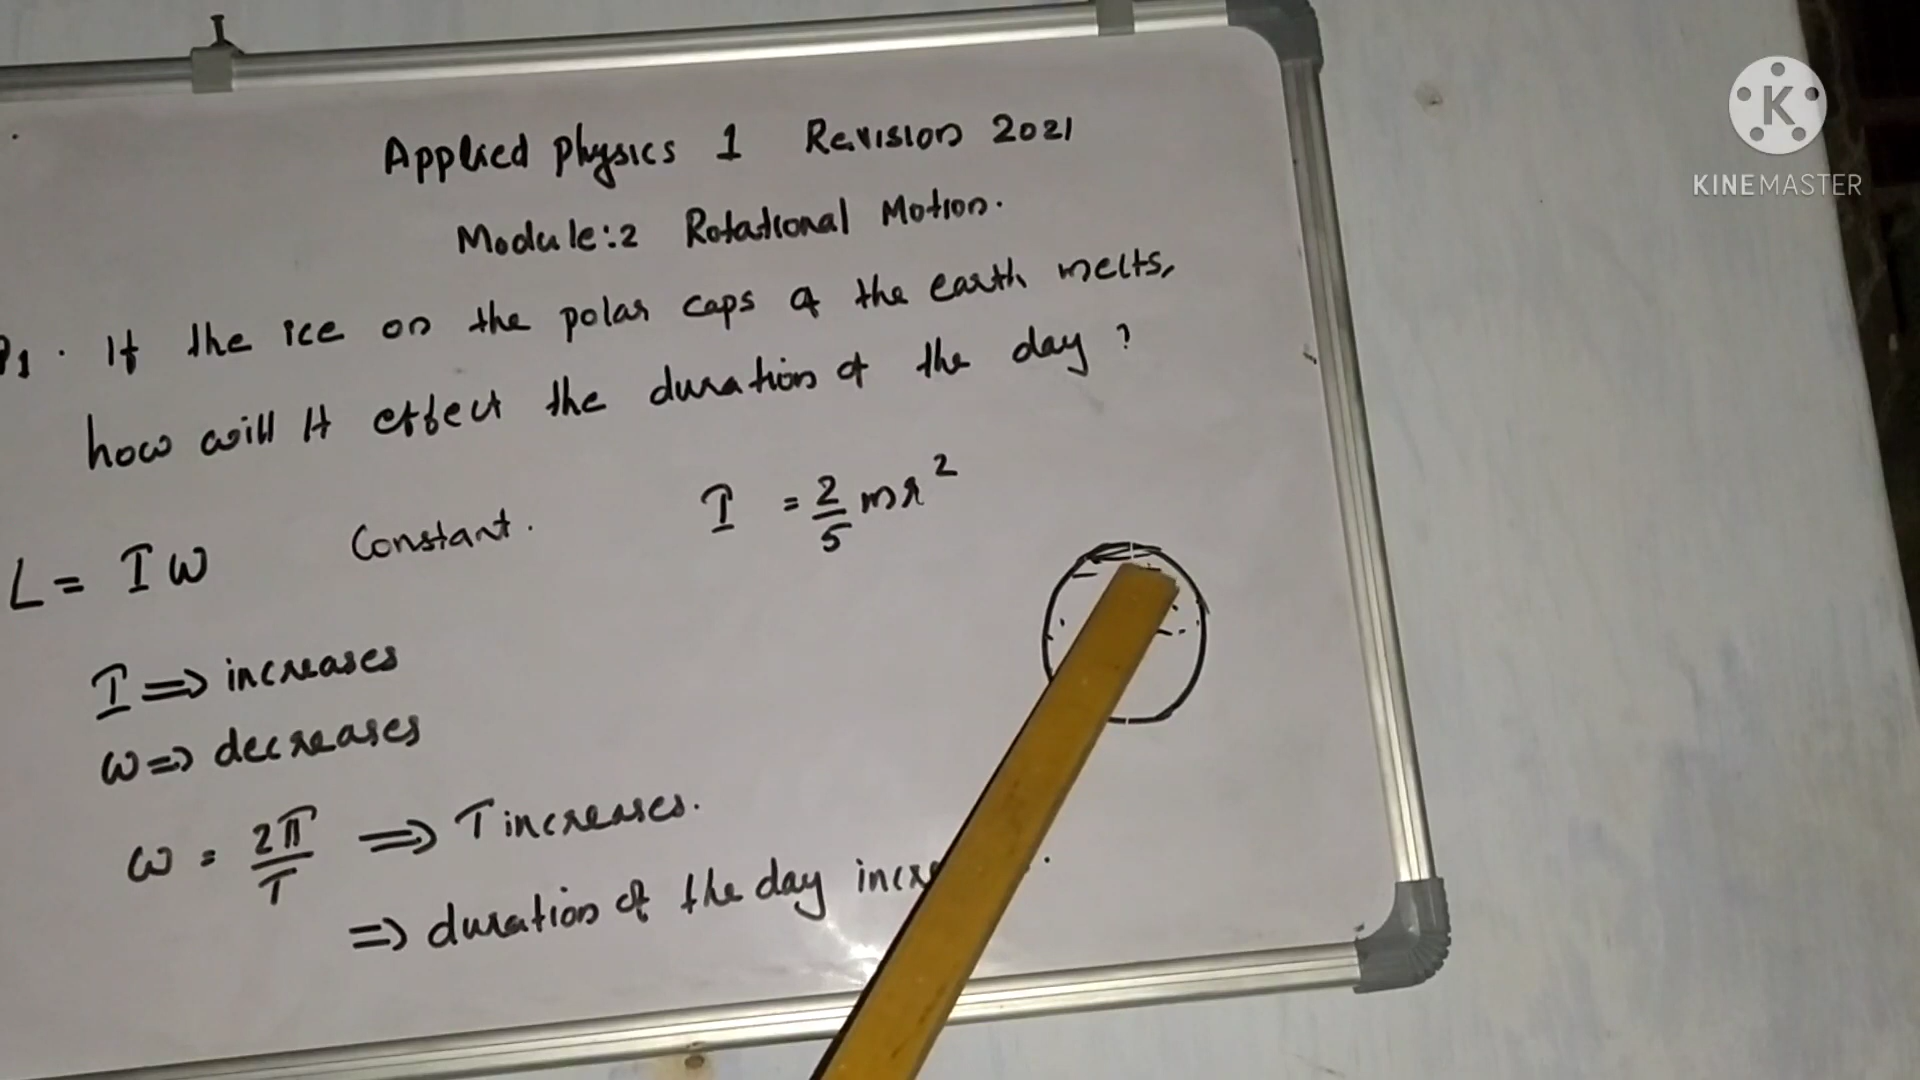 Applied physics 1 Revision 2021
Module:2 Rotational Motion.
If the ice on the polar caps of the earth melts,
how will it effect the duration of the day?
L = Iω Constant. I = 2/5 mr²
I ⇒ increases
ω ⇒ decreases
ω = 2π/T ⇒ T increases.
⇒ duration of the day
KINEMASTER